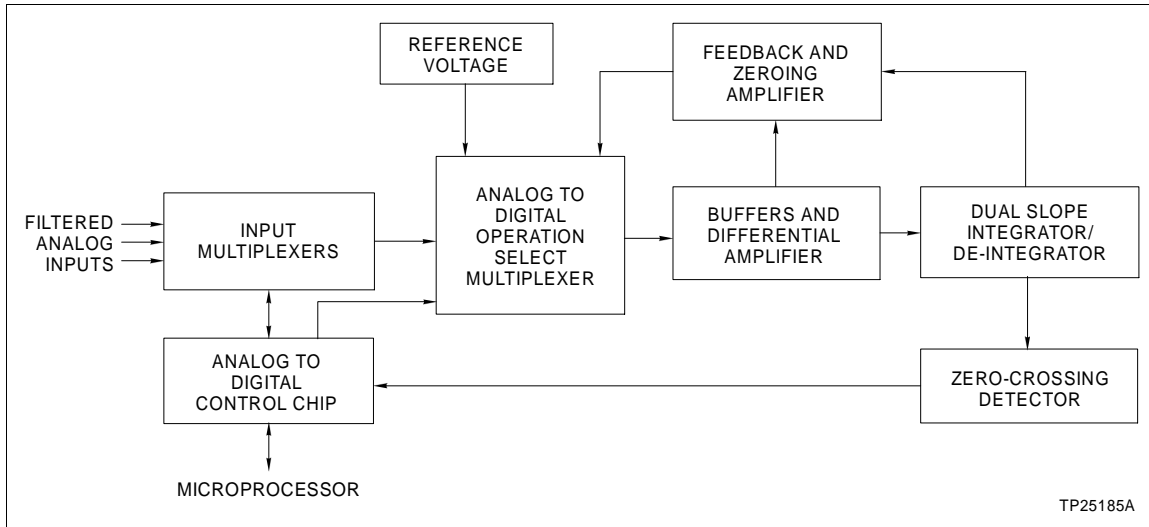 REFERENCE
VOLTAGE
FEEDBACK AND
ZEROING
AMPLIFIER
FILTERED
ANALOG
INPUTS
INPUT
MULTIPLEXERS
ANALOG TO
DIGITAL
OPERATION
SELECT
MULTIPLEXER
BUFFERS AND
DIFFERENTIAL
AMPLIFIER
DUAL SLOPE
INTEGRATOR/
DE-INTEGRATOR
ANALOG TO
DIGITAL
CONTROL CHIP
ZERO-CROSSING
DETECTOR
MICROPROCESSOR
TP25185A